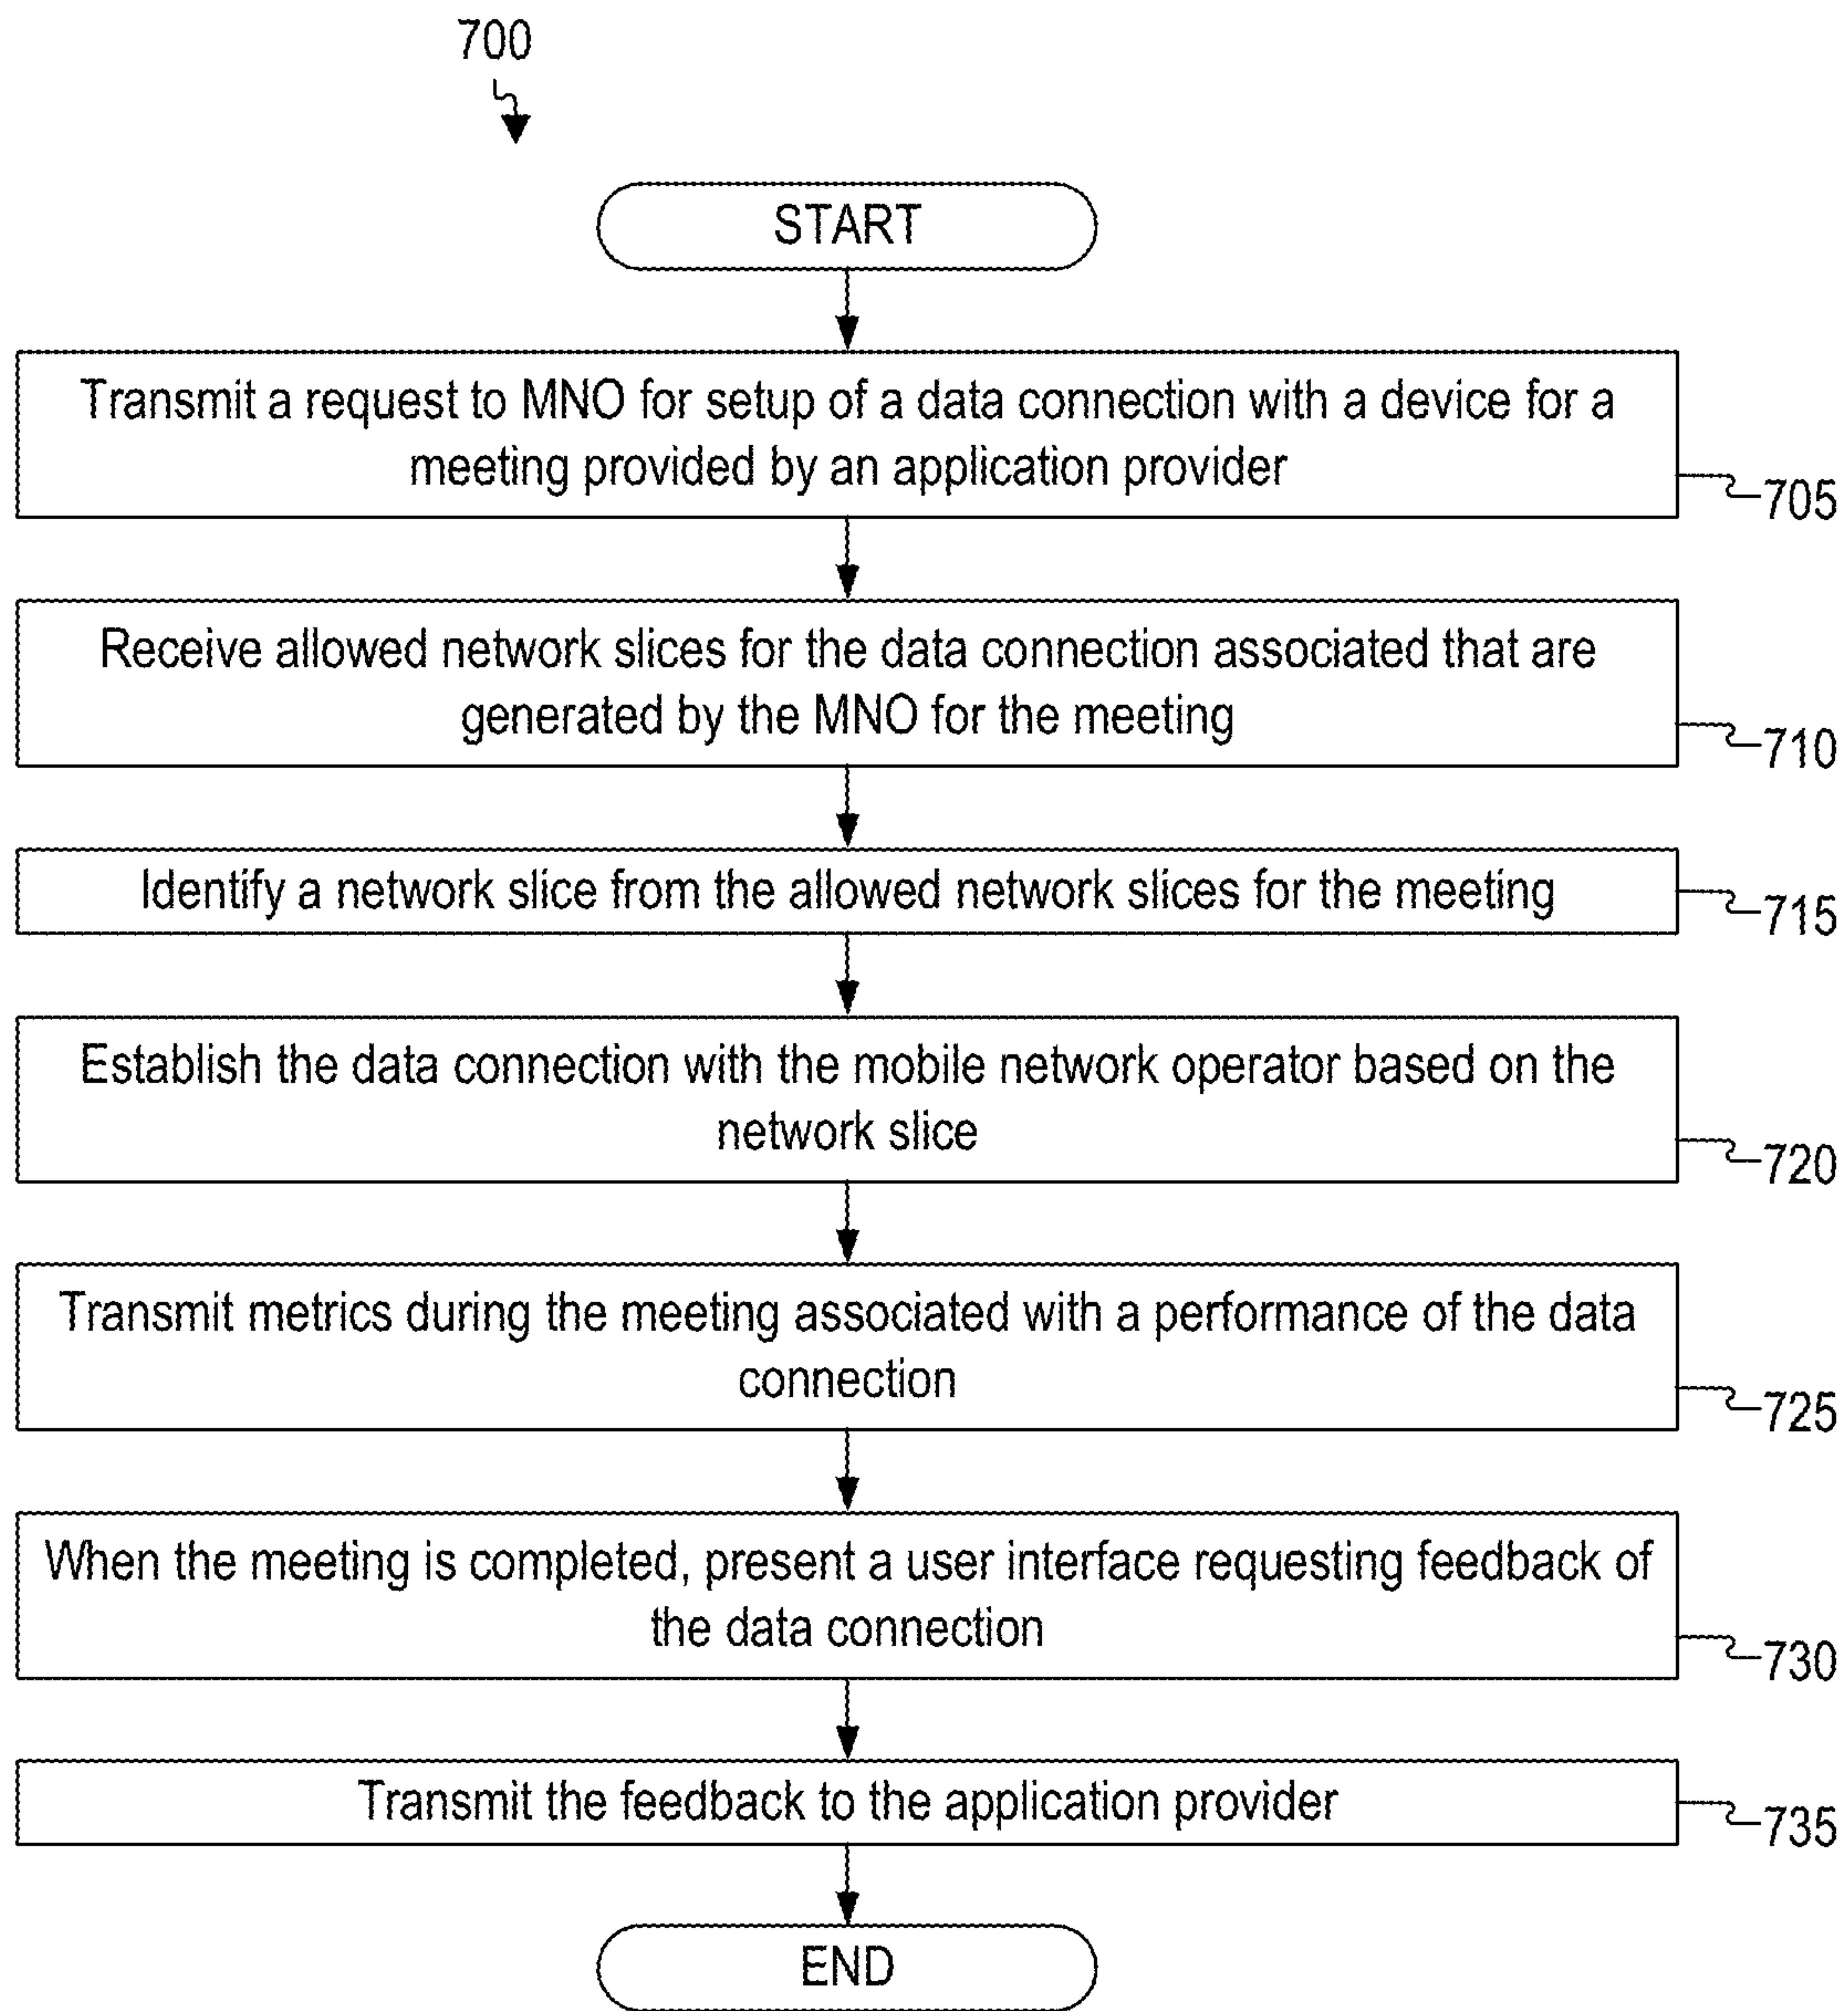 700
START
Transmit a request to MNO for setup of a data connection with a device for a
meeting provided by an application provider
705
Receive allowed network slices for the data connection associated that are
generated by the MNO for the meeting
710
Identify a network slice from the allowed network slices for the meeting
715
Establish the data connection with the mobile network operator based on the
network slice
720
Transmit metrics during the meeting associated with a performance of the data
connection
725
When the meeting is completed, present a user interface requesting feedback of
the data connection
730
Transmit the feedback to the application provider
735
END